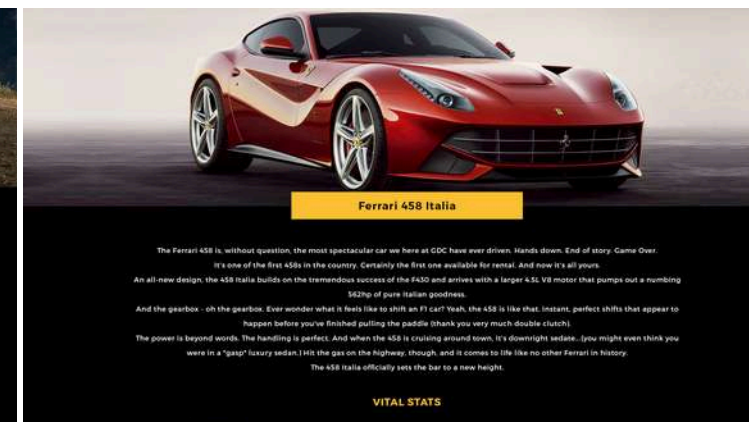 Ferrari 458 Italia
The Ferrari 458 is, without question, the most spectacular car we here at GDC have ever driven. Hands down. End of story. Game Over.
It's one of the first 458s in the country. Certainly the first one available for rental. And now it's all yours.
An all-new design, the 458 Italia builds on the tremendous success of the F430 and arrives with a larger 4.5L V8 motor that pumps out a numbing
562hp of pure Italian goodness.
And the gearbox - oh the gearbox. Ever wonder what it feels like to shift an F1 car? Yeah, the 458 is like that. Instant, perfect shifts that appear to
happen before you've finished pulling the paddle (thank you very much double clutch).
The power is beyond words. The handling is perfect. And when the 458 is cruising around town, it's downright sedate...(you might even think you
were in a *gasp* luxury sedan.) Hit the gas on the highway, though, and it comes to life like no other Ferrari in history.
The 458 Italia officially sets the bar to a new height.
VITAL STATS